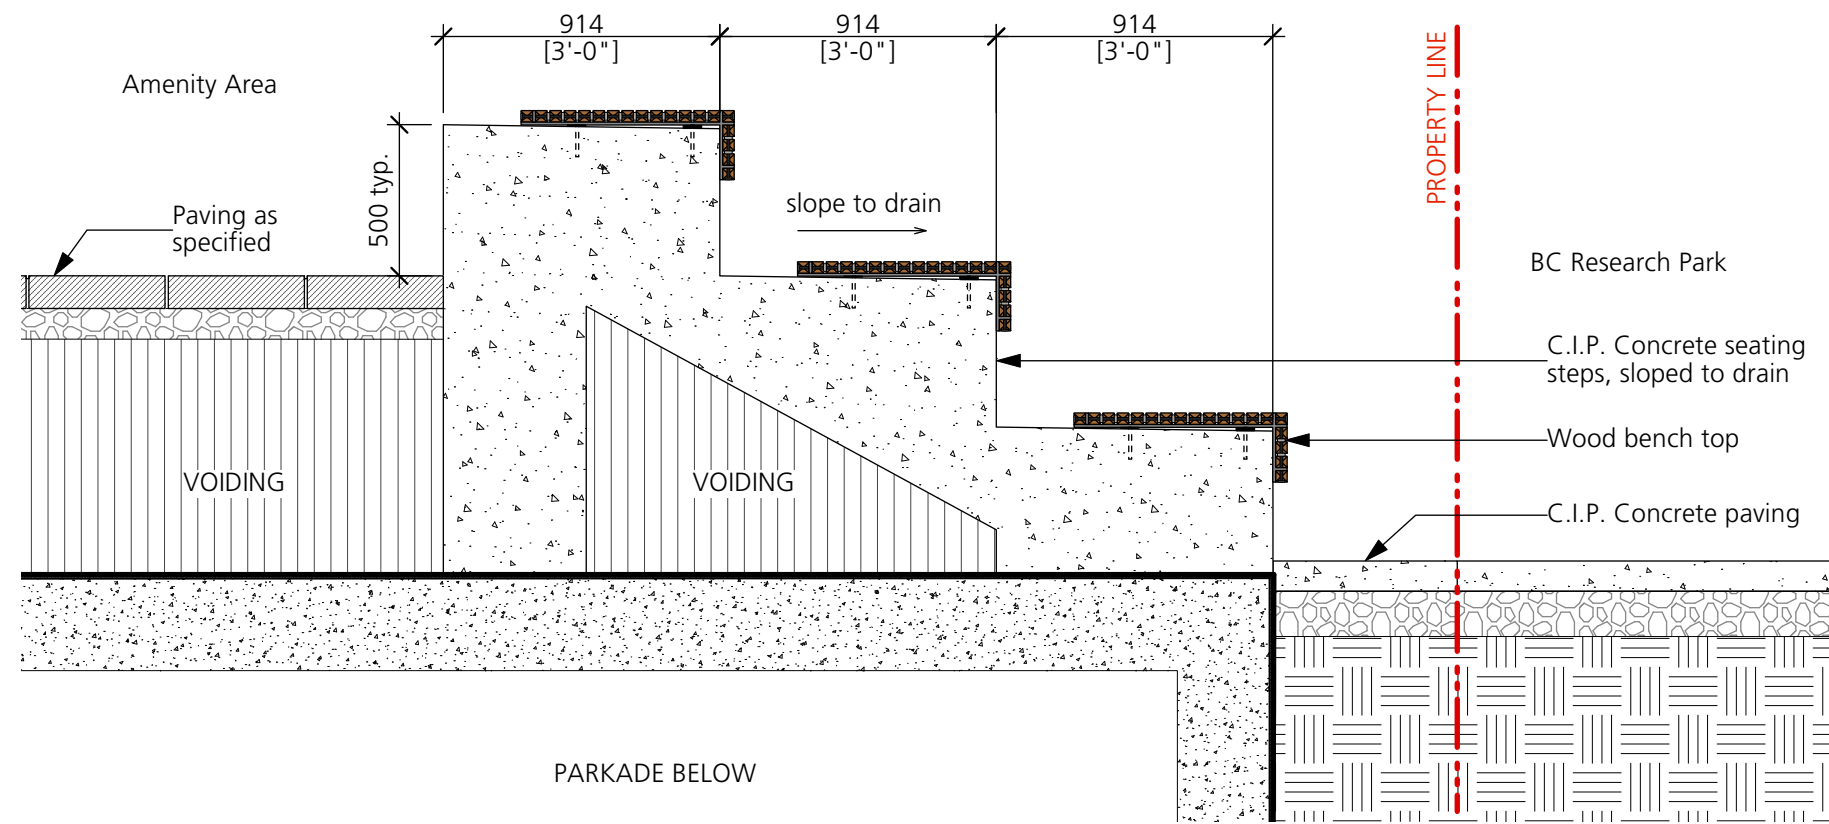 914
[3'-0"]
914
[3'-0"]
914
[3'-0"]
Amenity Area
PROPERTY LINE
500 typ.
Paving as
specified
slope to drain
BC Research Park
C.I.P. Concrete seating
steps, sloped to drain
Wood bench top
VOIDING
VOIDING
C.I.P. Concrete paving
PARKADE BELOW